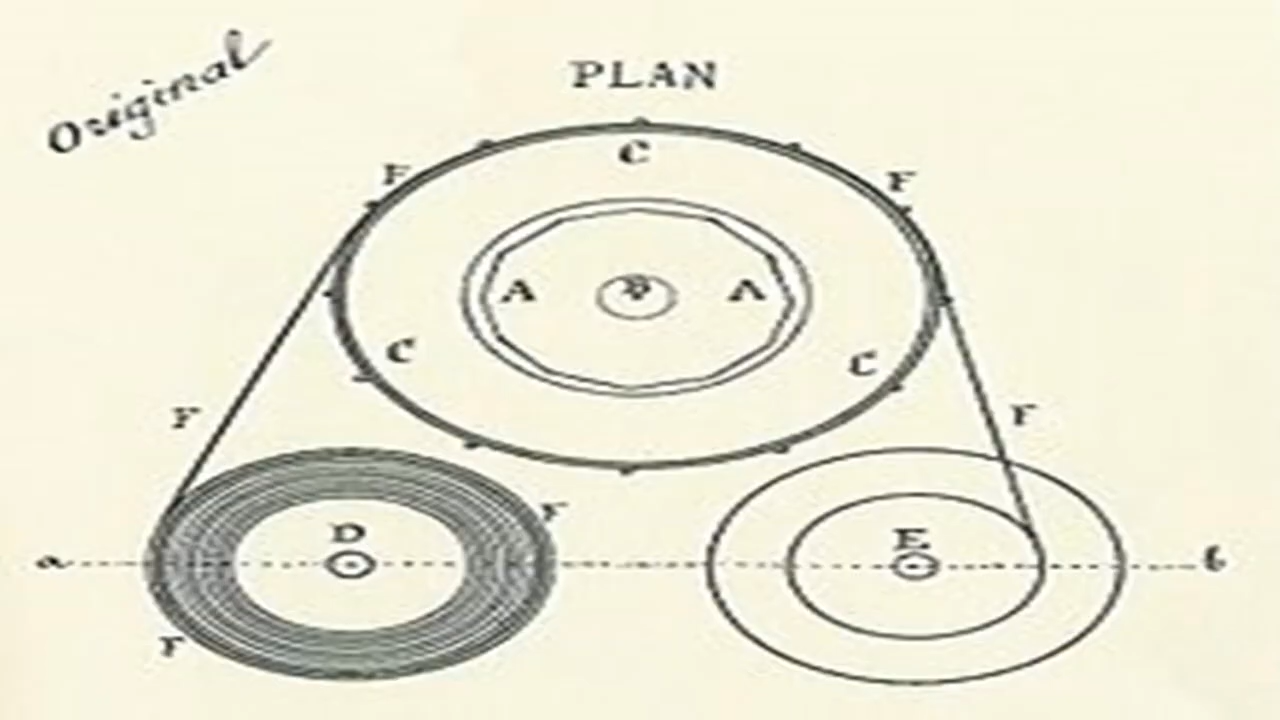 Original
PLAN
C
F F
A A
C C
F F
D F E
a b
F